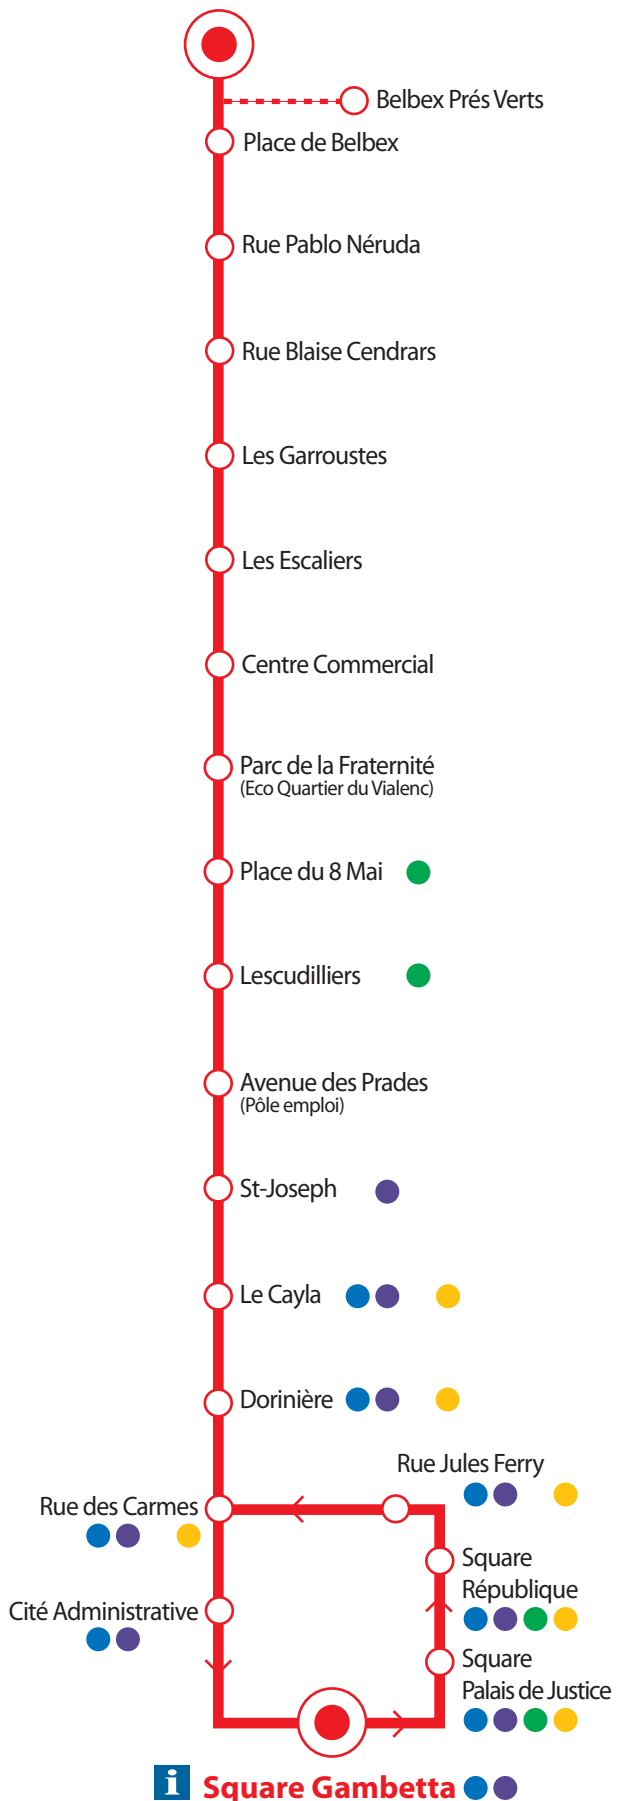 Belbex Prés Verts
Place de Belbex
Rue Pablo Néruda
Rue Blaise Cendrars
Les Garroustes
Les Escaliers
Centre Commercial
Parc de la Fraternité
(Eco Quartier du Vialenc)
Place du 8 Mai
Lescudilliers
Avenue des Prades
(Pôle emploi)
St-Joseph
Le Cayla
Dorinière
Rue Jules Ferry
Rue des Carmes
Square
République
Cité Administrative
Square
Palais de Justice
i Square Gambetta